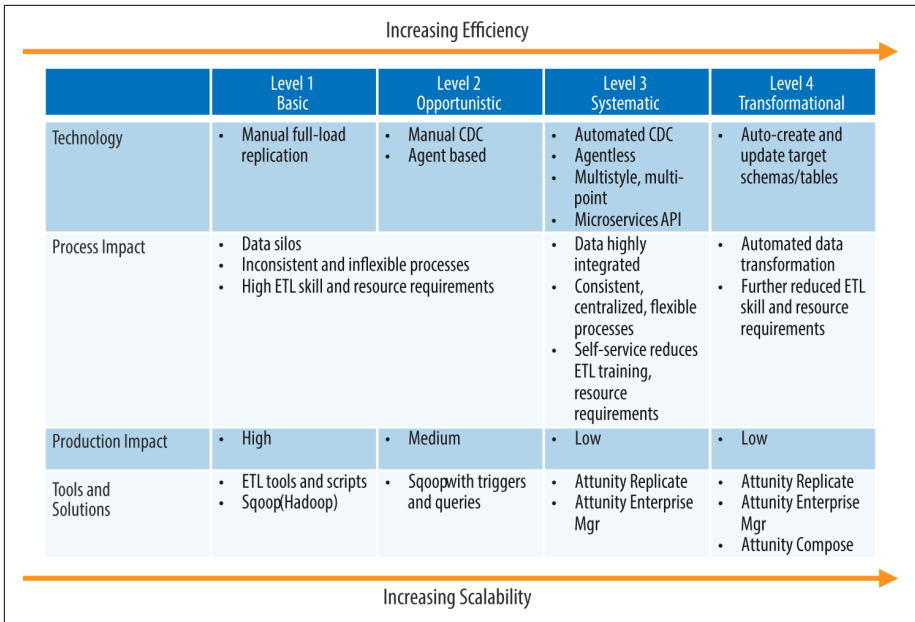 Increasing Efficiency
Level 1
Basic
Level 2
Opportunistic
Level 3
Systematic
Level 4
Transformational
Technology
• Manual full-load
replication
• Manual CDC
• Agent based
• Automated CDC
• Agentless
• Multistyle, multi-
point
• Microservices API
• Auto-create and
update target
schemas/tables
Process Impact
• Data silos
• Inconsistent and inflexible processes
• High ETL skill and resource requirements
• Data highly
integrated
• Consistent,
centralized, flexible
processes
• Self-service reduces
ETL training,
resource
requirements
• Automated data
transformation
• Further reduced ETL
skill and resource
requirements
Production Impact
• High
• Medium
• Low
• Low
Tools and
Solutions
• ETL tools and scripts
• Sqoop(Hadoop)
• Sqoopwith triggers
and queries
• Attunity Replicate
• Attunity Enterprise
Mgr
• Attunity Replicate
• Attunity Enterprise
Mgr
• Attunity Compose
Increasing Scalability